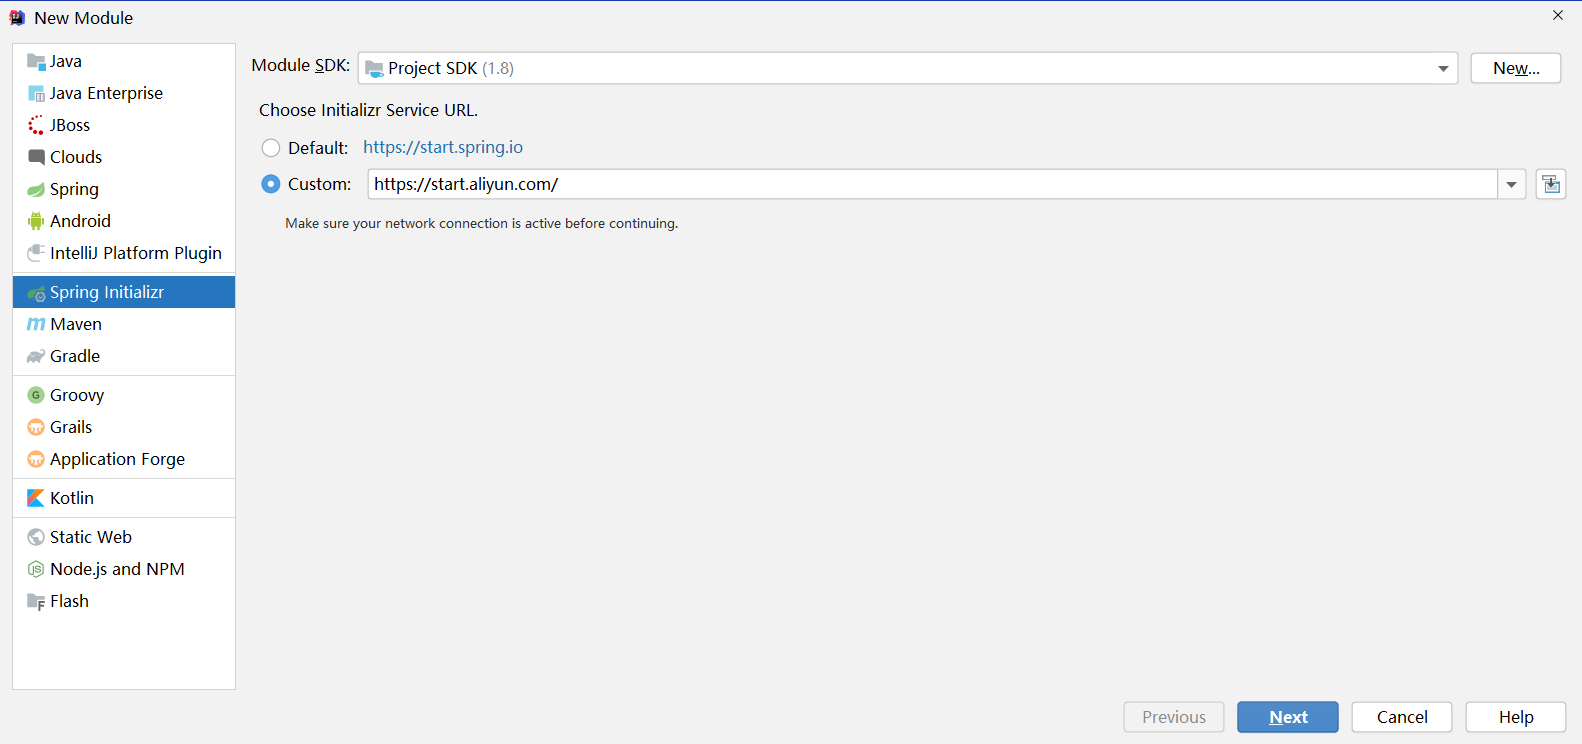 New Module
Java
Java Enterprise
JBoss
Clouds
Spring
Android
IntelliJ Platform Plugin
Spring Initializr
Maven
Gradle
Groovy
Grails
Application Forge
Kotlin
Static Web
Node.js and NPM
Flash
Module SDK: Project SDK (1.8) New...
Choose Initializr Service URL.
Default: https://start.spring.io
Custom: https://start.aliyun.com/
Make sure your network connection is active before continuing.
Previous Next Cancel Help